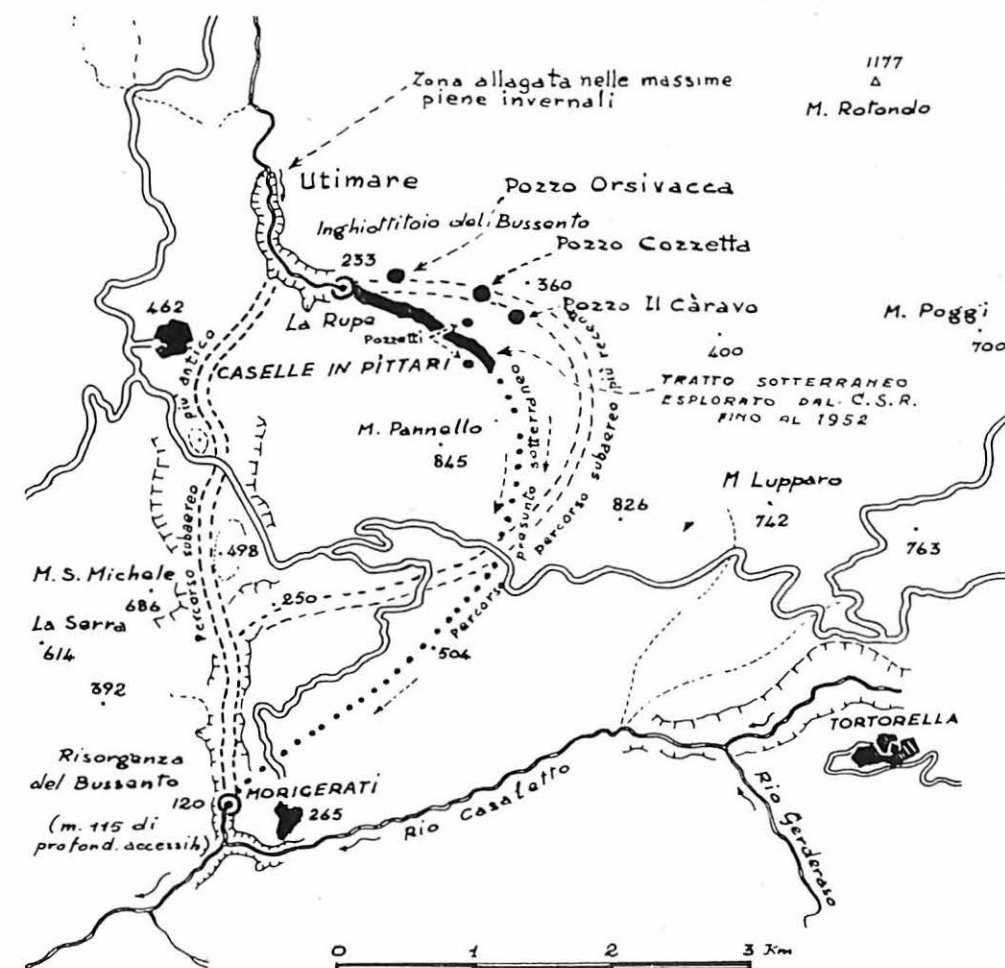 Zona allagata nelle massime
piene invernali
1177
M. Rotondo
Utimare
Pozzo Orsivacca
Inghiottitoio del Bussento
Pozzo Cozzetta
233
360
462
La Rupe
Pozzo Il Càravo
M. Poggi
700
Pozzetti
400
CASELLE IN PÌTTARI
TRATTO SOTTERRANEO
ESPLORATO DAL C.S.R.
FINO AL 1952
più antico
più recente
M. Pannello
845
presunto sotterraneo
percorso subaereo
826
M Lupparo
742
763
percorso subaereo
498
M. S. Michele
686
250
La Serra
614
percorso
504
392
TORTORELLA
Risorgenza
del Bussento
120
MORIGERATI
265
(m. 115 di
profond. accessib.)
Rio Casaletto
Rio Gerderaso
0 1 2 3 Km